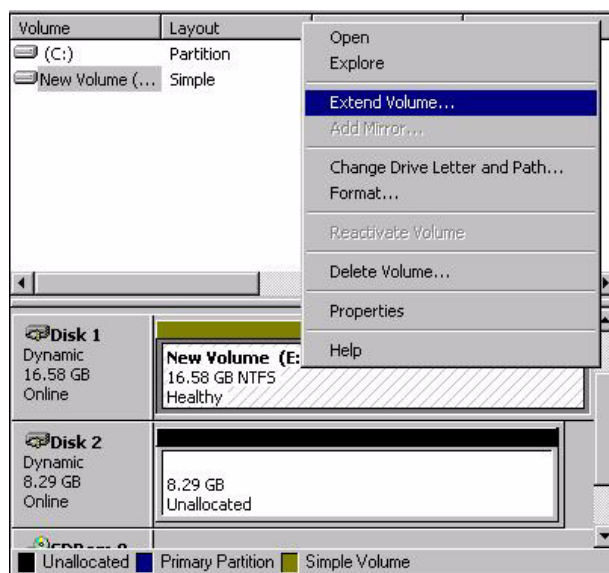 Volume Layout
(C:) Partition
New Volume (... Simple
Open
Explore
Extend Volume...
Add Mirror...
Change Drive Letter and Path...
Format...
Reactivate Volume
Delete Volume...
Properties
Help
Disk 1
Dynamic
16.58 GB
Online
New Volume (E:
16.58 GB NTFS
Healthy
Disk 2
Dynamic
8.29 GB
Online
8.29 GB
Unallocated
Unallocated Primary Partition Simple Volume